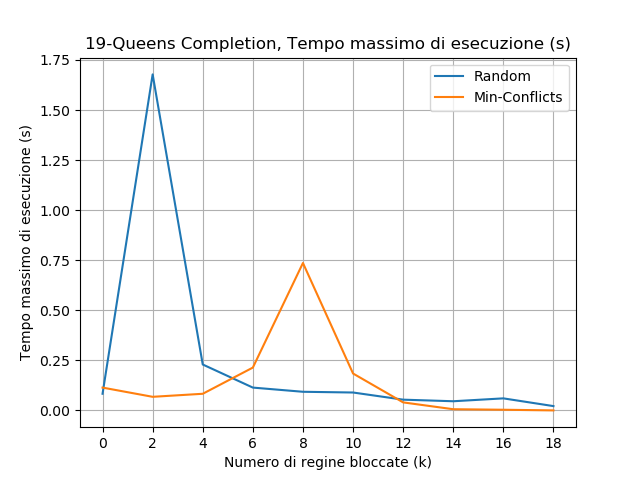 19-Queens Completion, Tempo massimo di esecuzione (s)
Random
Min-Conflicts
Tempo massimo di esecuzione (s)
1.75
1.50
1.25
1.00
0.75
0.50
0.25
0.00
0 2 4 6 8 10 12 14 16 18
Numero di regine bloccate (k)